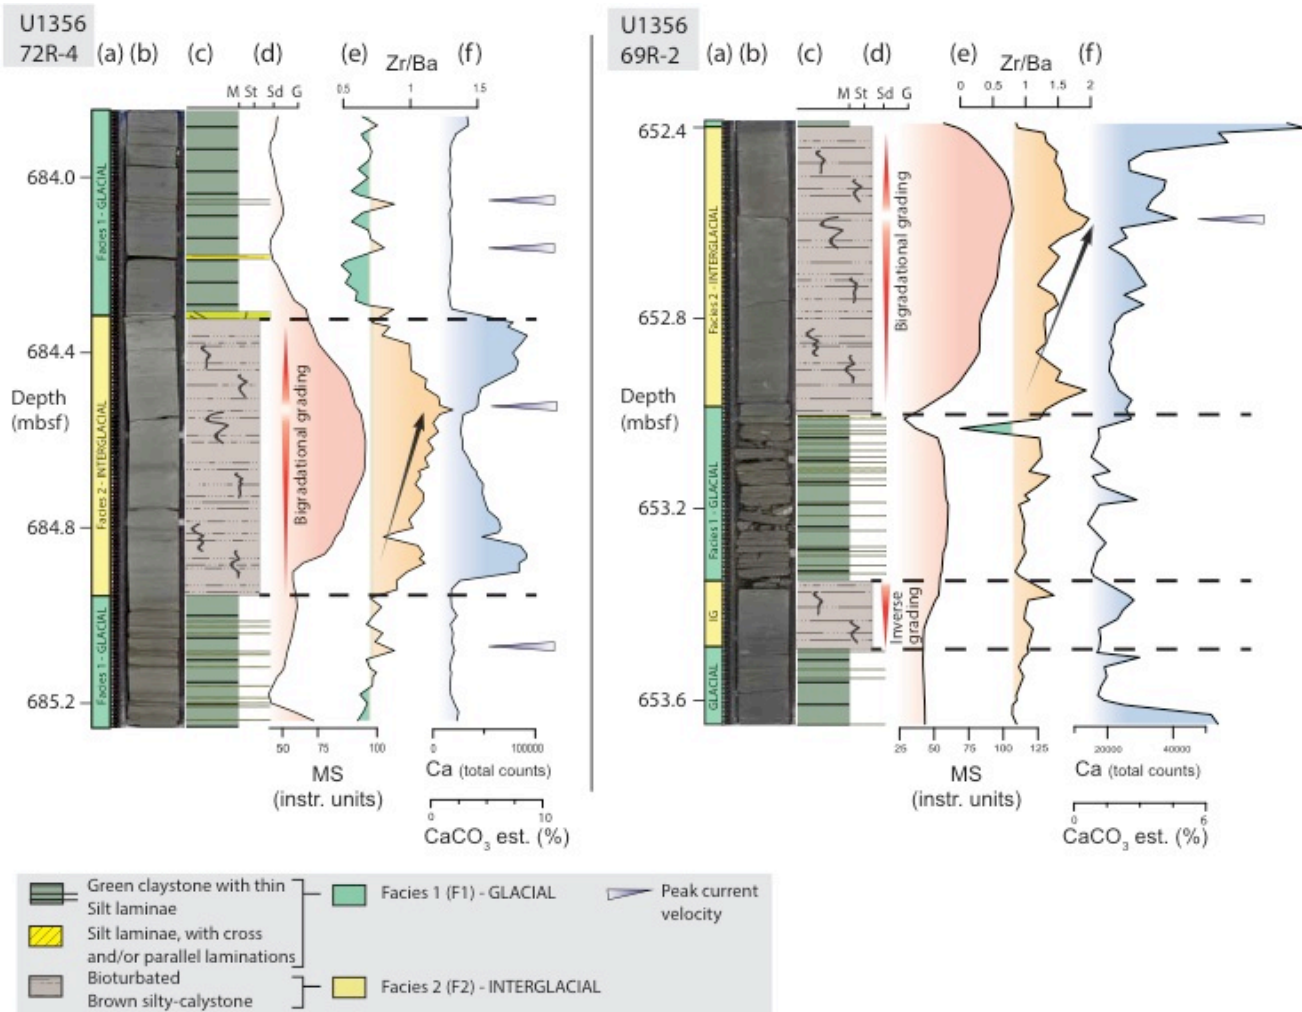 U1356
72R-4
(a) (b) (c) (d) (e) (f)
Zr/Ba
M St Sd G
0.5 1 1.5
684.0
684.4
Depth
(mbsf)
684.8
685.2
Facies 1 - GLACIAL
Facies 2 - INTERGLACIAL
Facies 1 - GLACIAL
Bigradational grading
50 75 100
MS
(instr. units)
0 100000
Ca (total counts)
0 10
CaCO3 est. (%)
U1356
69R-2
(a) (b) (c) (d) (e) (f)
Zr/Ba
M St Sd G
0 0.5 1 1.5 2
652.4
652.8
Depth
(mbsf)
653.2
653.6
Facies 2 - INTERGLACIAL
Facies 1 - GLACIAL
IG
GLACIAL
Bigradational grading
Inverse
grading
25 50 100 125
MS
(instr. units)
20000 40000
Ca (total counts)
0 6
CaCO3 est. (%)
Green claystone with thin
Silt laminae
Silt laminae, with cross
and/or parallel laminations
Bioturbated
Brown silty-calystone
Facies 1 (F1) - GLACIAL
Facies 2 (F2) - INTERGLACIAL
Peak current
velocity